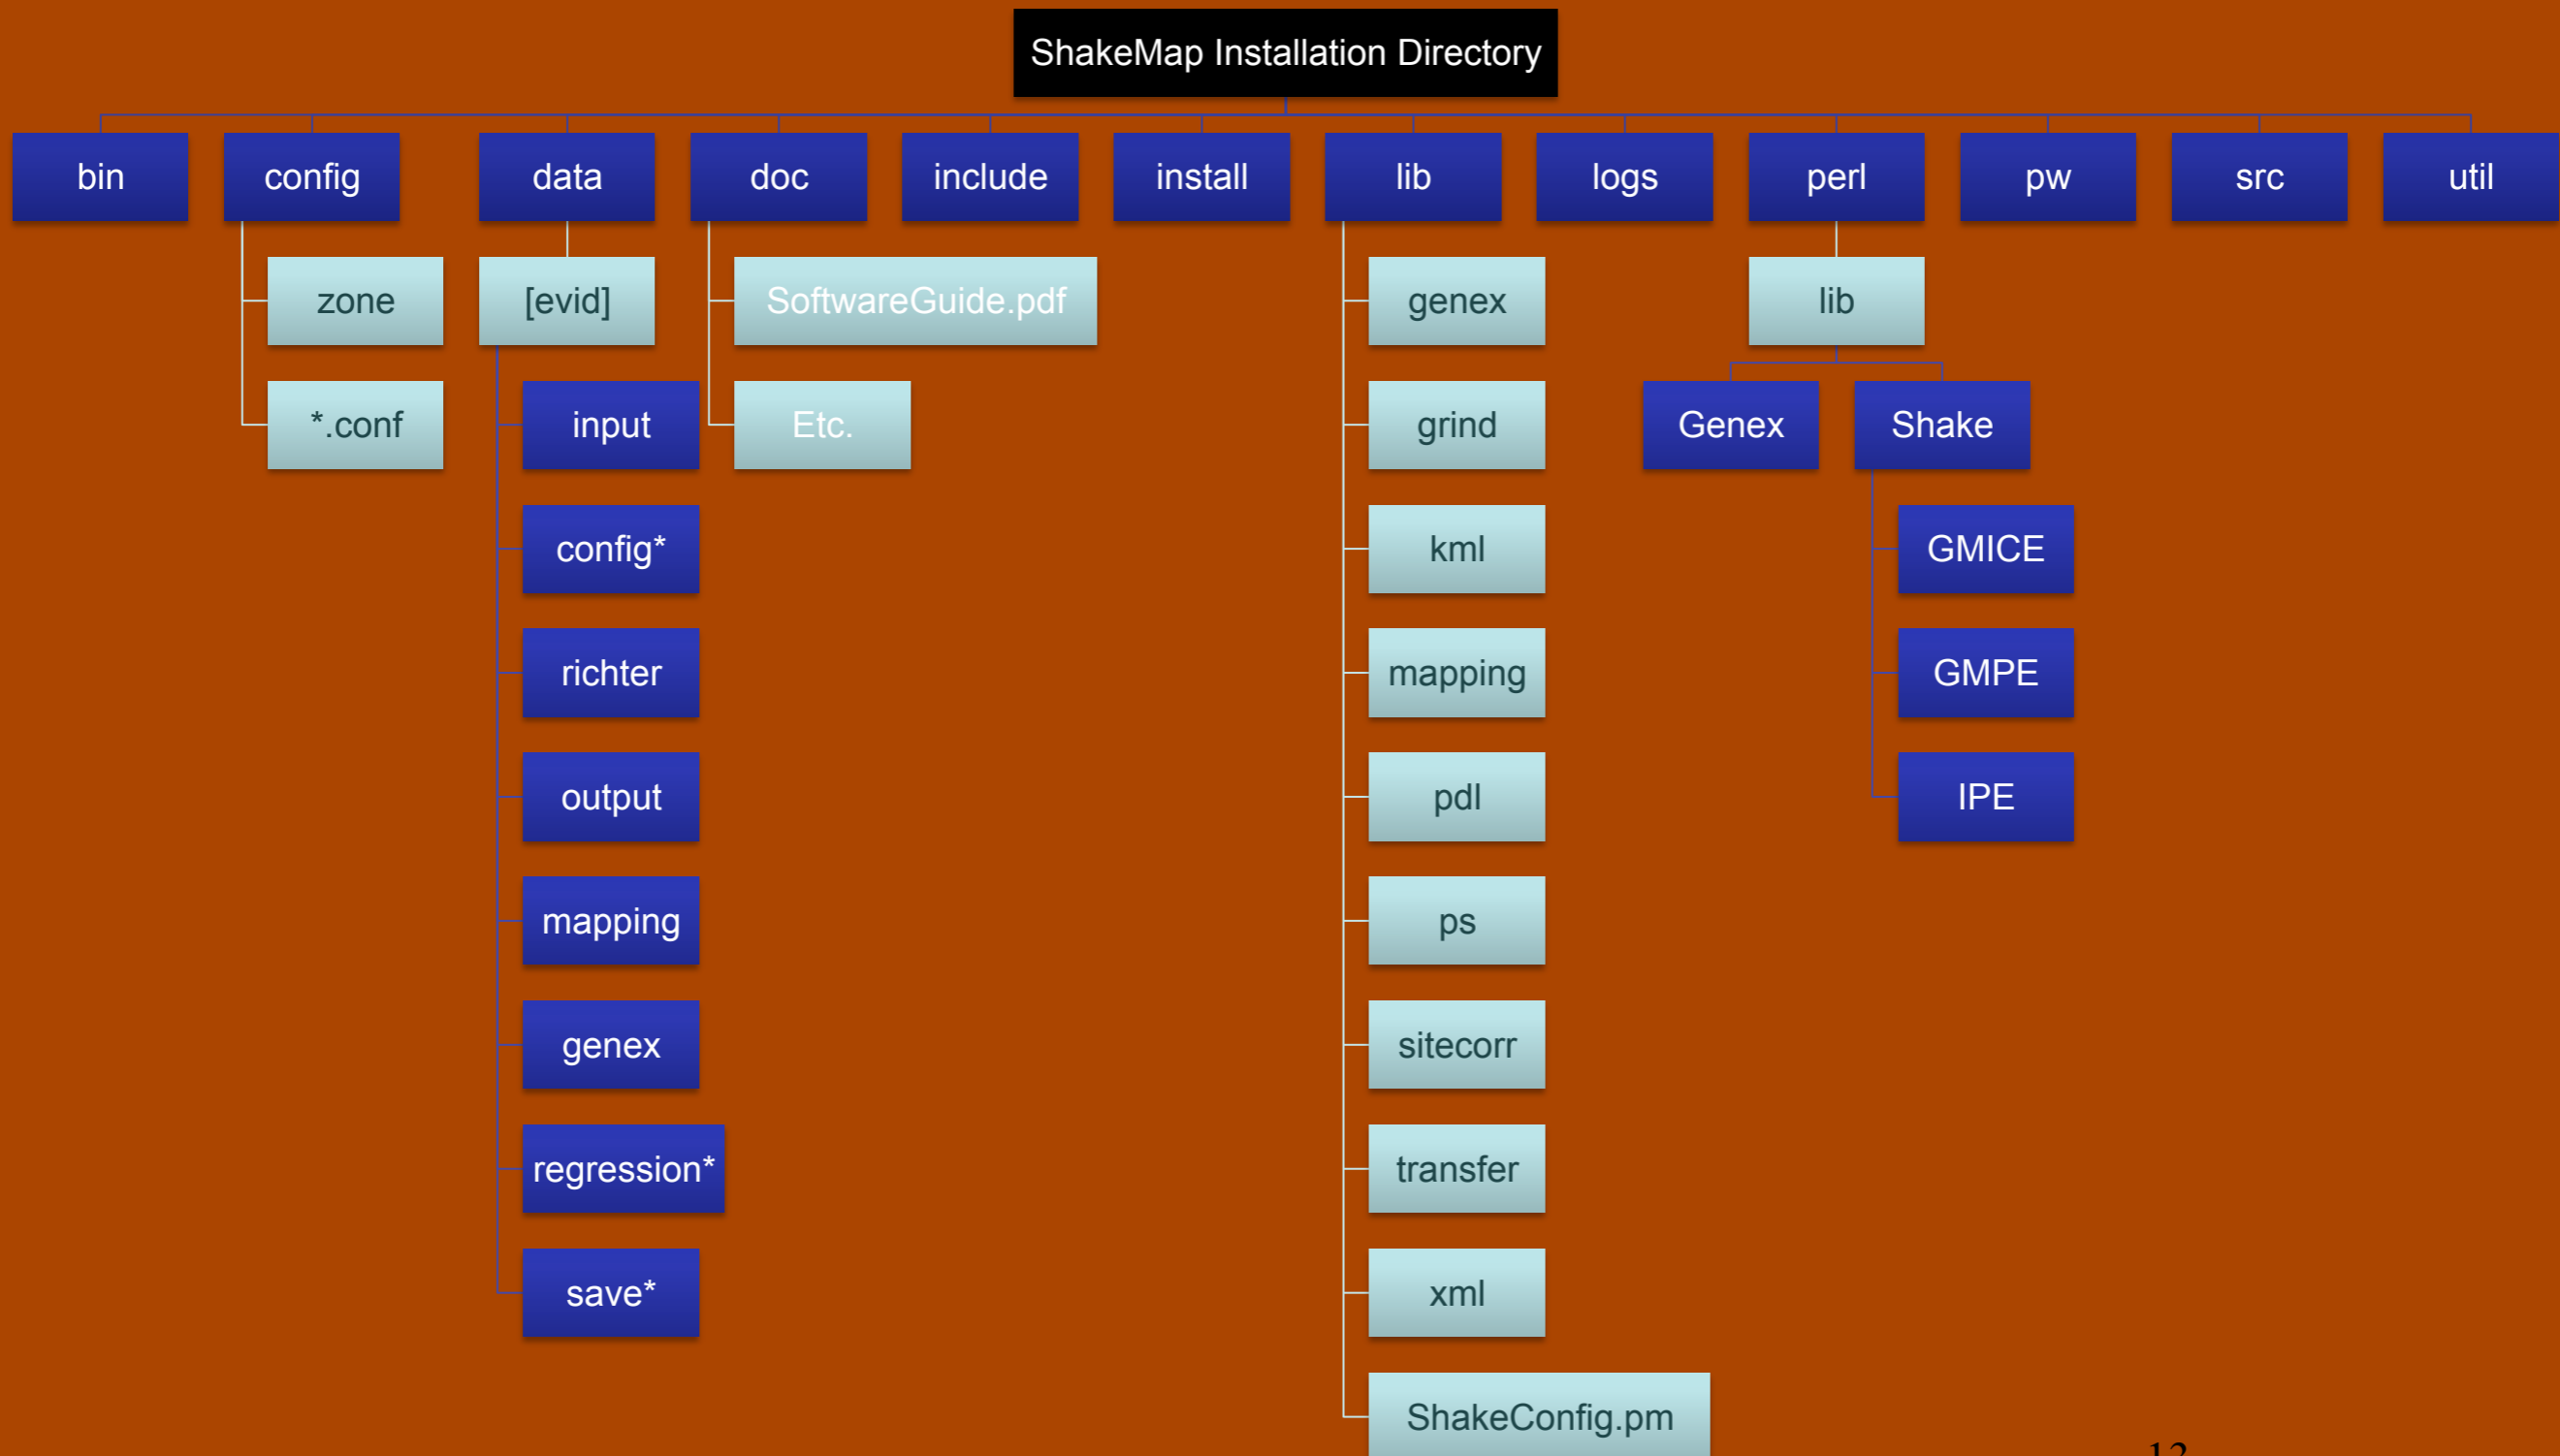 ShakeMap Installation Directory
bin config data doc include install lib logs perl pw src util
zone [evid] SoftwareGuide.pdf genex lib
*.conf input Etc. grind Genex Shake
config* kml GMICE
richter mapping GMPE
output pdl IPE
mapping ps
genex sitecorr
regression* transfer
save* xml
ShakeConfig.pm